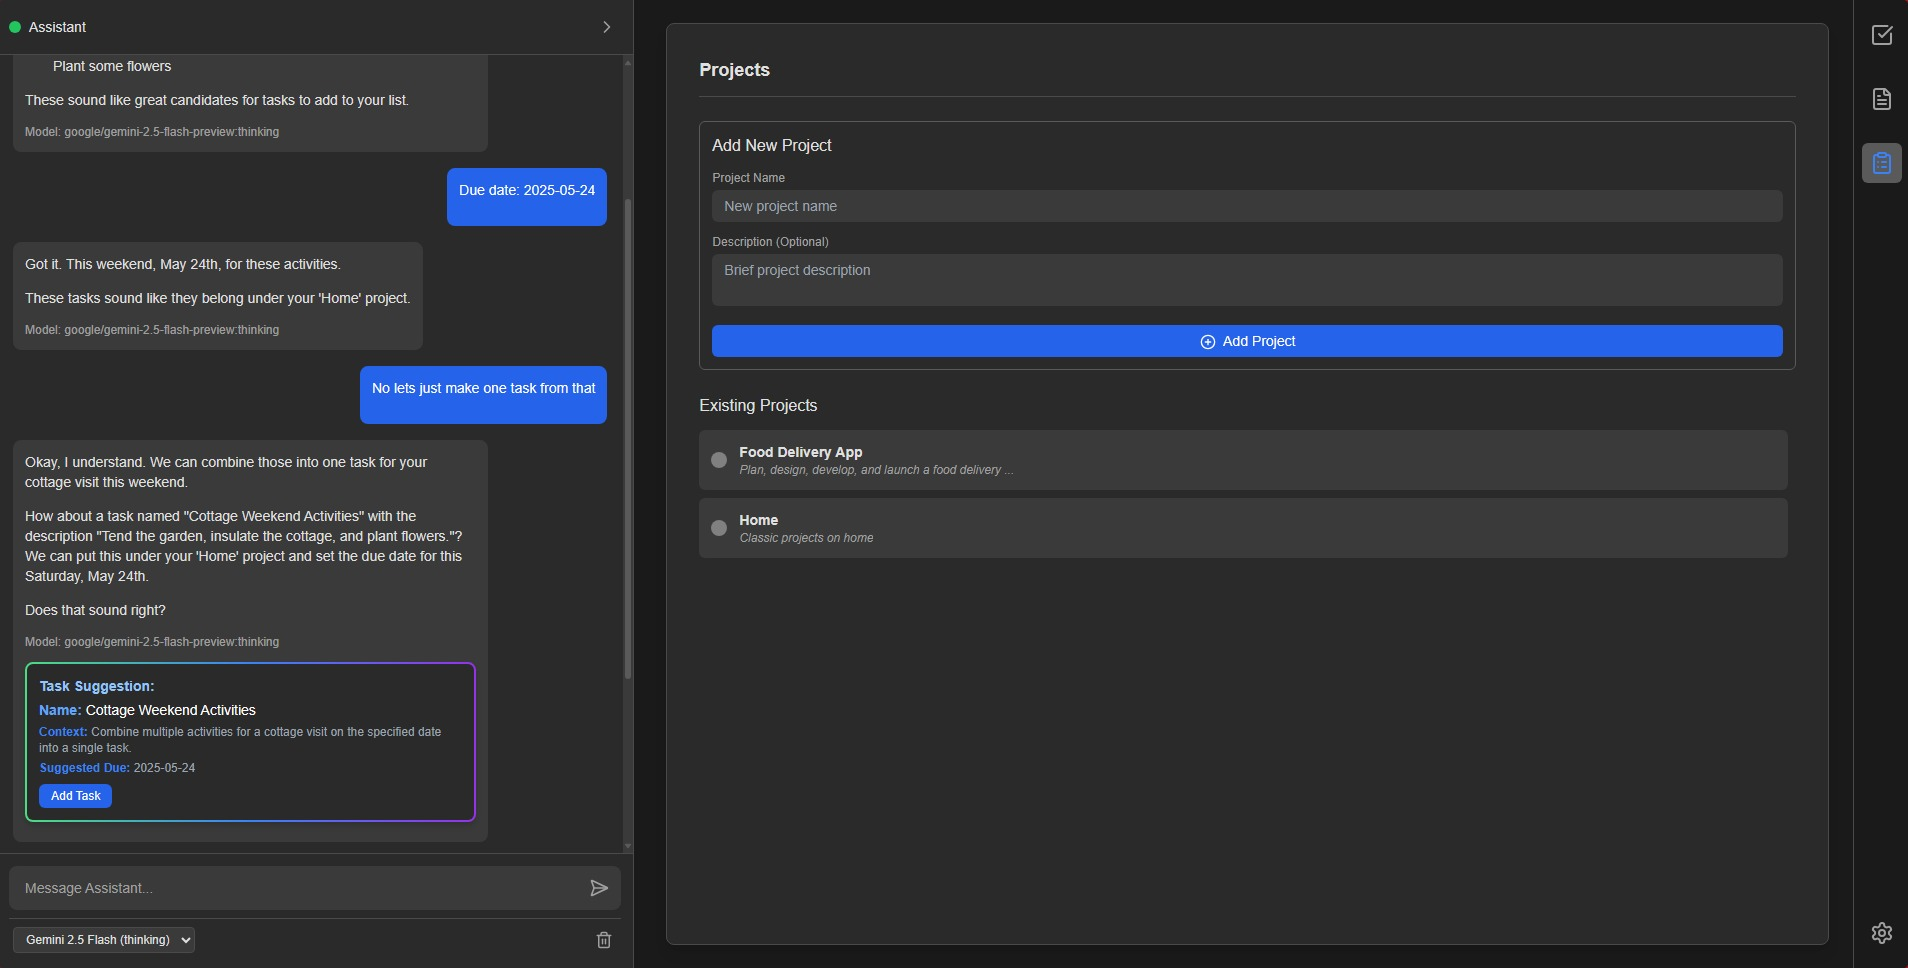 Assistant
Plant some flowers
These sound like great candidates for tasks to add to your list.
Model: google/gemini-2.5-flash-preview:thinking
Due date: 2025-05-24
Got it. This weekend, May 24th, for these activities.
These tasks sound like they belong under your 'Home' project.
Model: google/gemini-2.5-flash-preview:thinking
No lets just make one task from that
Okay, I understand. We can combine those into one task for your
cottage visit this weekend.
How about a task named "Cottage Weekend Activities" with the
description "Tend the garden, insulate the cottage, and plant flowers."?
We can put this under your 'Home' project and set the due date for this
Saturday, May 24th.
Does that sound right?
Model: google/gemini-2.5-flash-preview:thinking
Task Suggestion:
Name: Cottage Weekend Activities
Context: Combine multiple activities for a cottage visit on the specified date
into a single task.
Suggested Due: 2025-05-24
Add Task
Message Assistant...
Gemini 2.5 Flash (thinking)
Projects
Add New Project
Project Name
New project name
Description (Optional)
Brief project description
Add Project
Existing Projects
Food Delivery App
Plan, design, develop, and launch a food delivery ...
Home
Classic projects on home